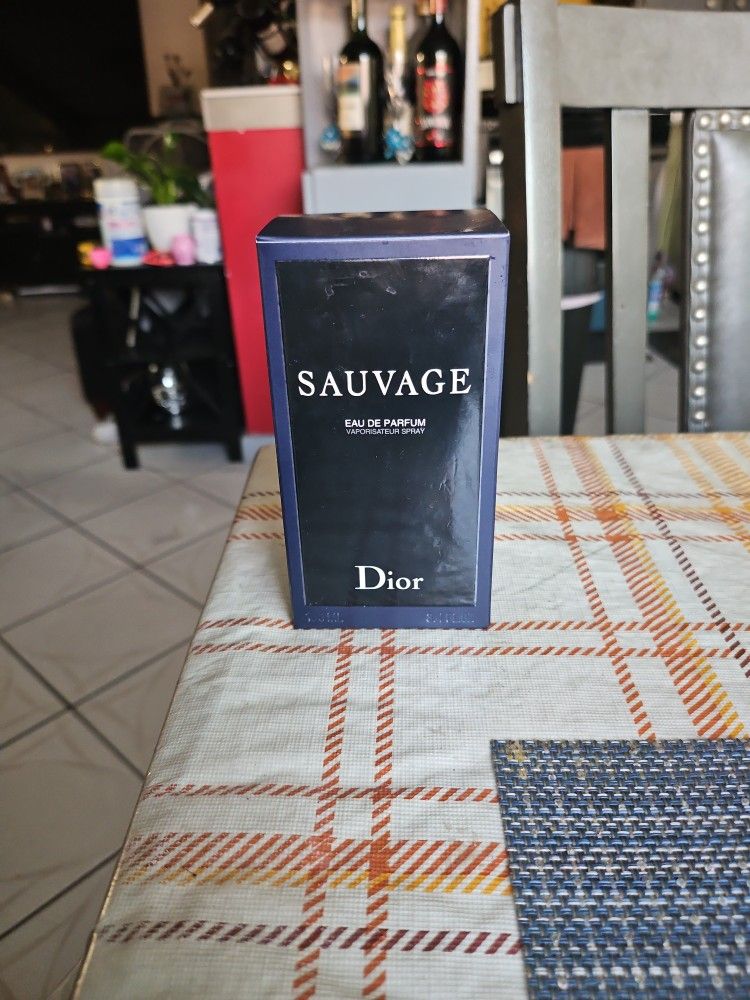 SAUVAGE
EAU DE PARFUM
VAPORISATEUR SPRAY
Dior